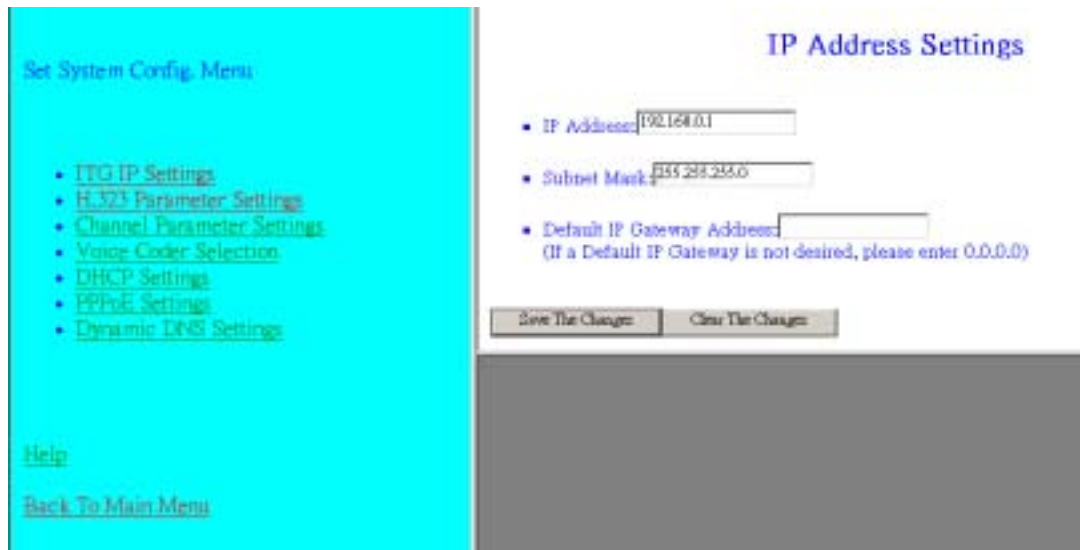 Set System Config. Menu
ITG IP Settings
H.323 Parameter Settings
Channel Parameter Settings
Voice Coder Selection
DHCP Settings
PPPoE Settings
Dynamic DNS Settings
Help
Back To Main Menu
IP Address Settings
IP Address: 192.168.0.1
Subnet Mask: 255.255.255.0
Default IP Gateway Address:
(If a Default IP Gateway is not desired, please enter 0.0.0.0)
Save The Changes Clear The Changes